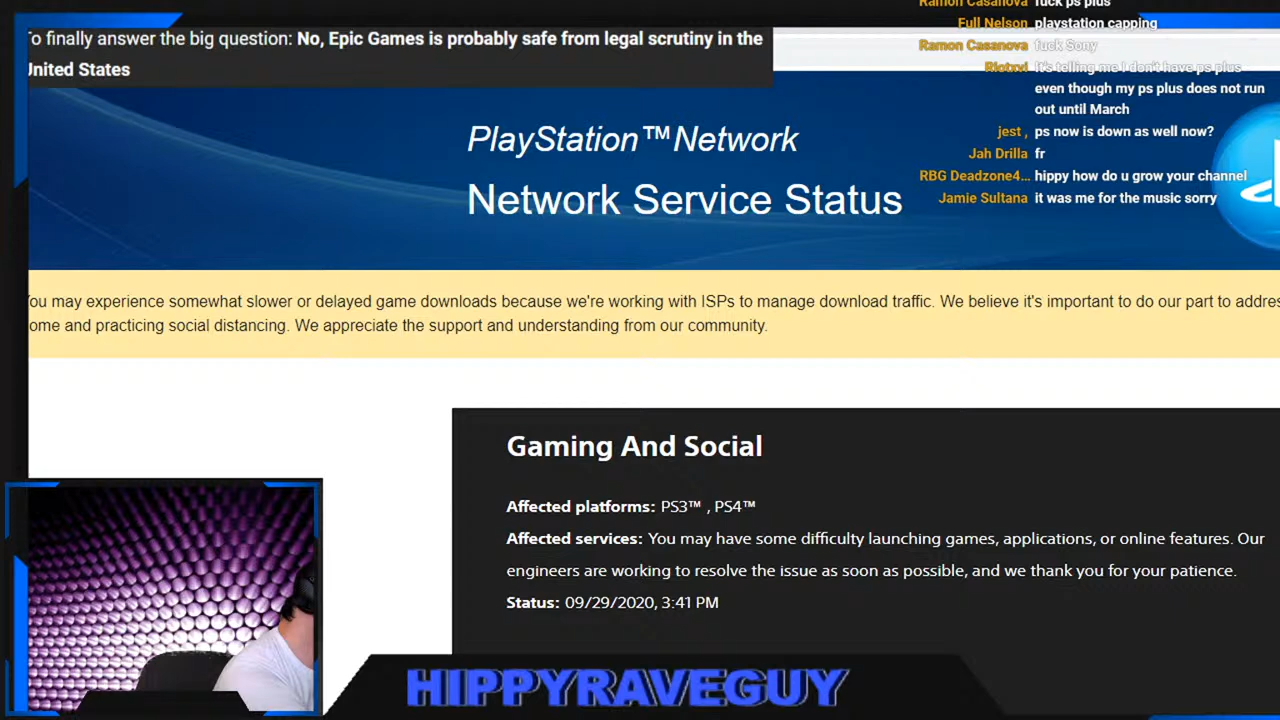 To finally answer the big question: No, Epic Games is probably safe from legal scrutiny in the
United States
Ramon Casanova fuck ps plus
Full Nelson playstation capping
Ramon Casanova fuck Sony
Riotxvi It's telling me i don't have ps plus
even though my ps plus does not run
out until March
jest , ps now is down as well now?
Jah Drilla fr
RBG Deadzone4... hippy how do u grow your channel
Jamie Sultana it was me for the music sorry
PlayStation™Network
Network Service Status
You may experience somewhat slower or delayed game downloads because we're working with ISPs to manage download traffic. We believe it's important to do our part to addres
ome and practicing social distancing. We appreciate the support and understanding from our community.
Gaming And Social
Affected platforms: PS3™ , PS4™
Affected services: You may have some difficulty launching games, applications, or online features. Our
engineers are working to resolve the issue as soon as possible, and we thank you for your patience.
Status: 09/29/2020, 3:41 PM
HIPPYRAVEGUY